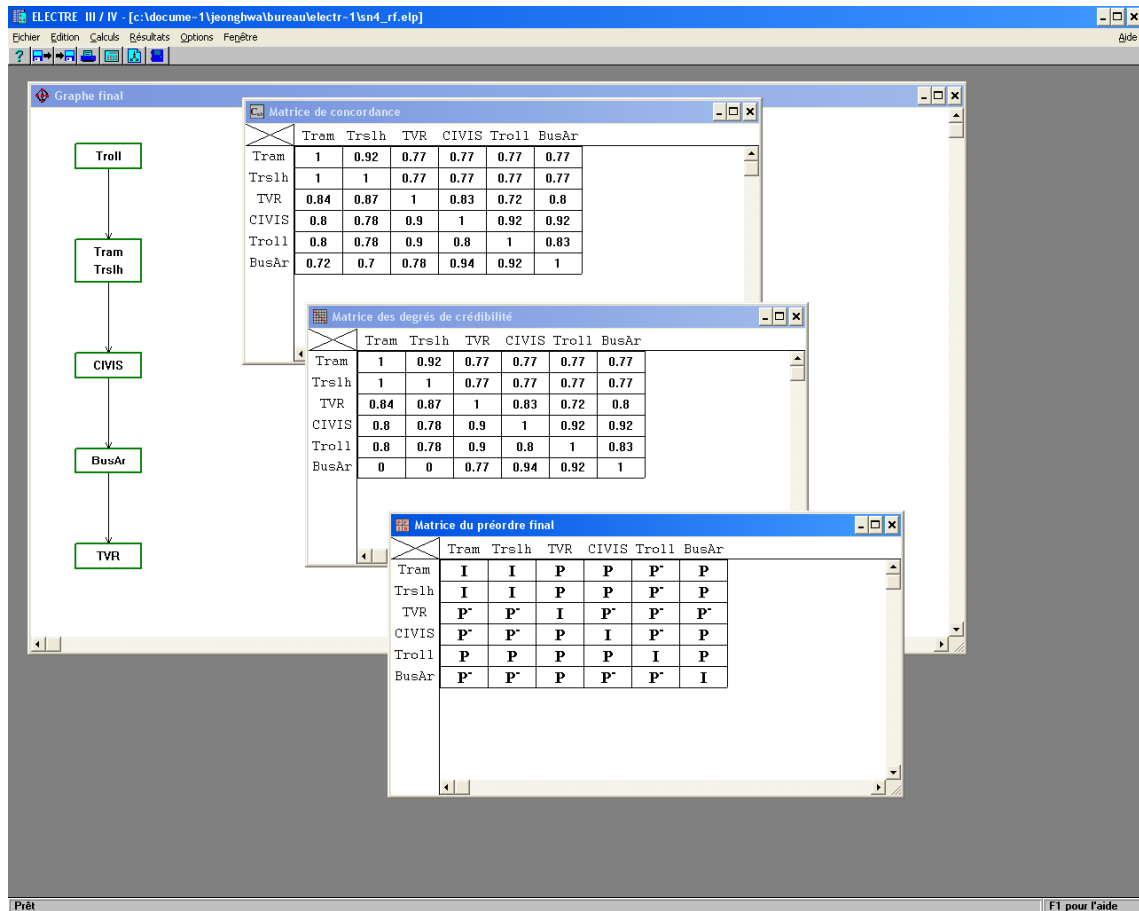 ELECTRE III / IV - [c:\docume~1\jeonghwa\bureau\electr~1\sn4_rf.elp]
Fichier Edition Calculs Résultats Options Fenêtre Aide
Graphe final
Troll
Tram
Trslh
CIVIS
BusAr
TVR
Matrice de concordance
Tram Trslh TVR CIVIS Troll BusAr
Tram 1 0.92 0.77 0.77 0.77 0.77
Trslh 1 1 0.77 0.77 0.77 0.77
TVR 0.84 0.87 1 0.83 0.72 0.8
CIVIS 0.8 0.78 0.9 1 0.92 0.92
Troll 0.8 0.78 0.9 0.8 1 0.83
BusAr 0.72 0.7 0.78 0.94 0.92 1
Matrice des degrés de crédibilité
Tram Trslh TVR CIVIS Troll BusAr
Tram 1 0.92 0.77 0.77 0.77 0.77
Trslh 1 1 0.77 0.77 0.77 0.77
TVR 0.84 0.87 1 0.83 0.72 0.8
CIVIS 0.8 0.78 0.9 1 0.92 0.92
Troll 0.8 0.78 0.9 0.8 1 0.83
BusAr 0 0 0.77 0.94 0.92 1
Matrice du préordre final
Tram Trslh TVR CIVIS Troll BusAr
Tram I I P P P⁻ P
Trslh I I P P P⁻ P
TVR P⁻ P⁻ I P⁻ P⁻ P⁻
CIVIS P⁻ P⁻ P I P⁻ P
Troll P P P P I P
BusAr P⁻ P⁻ P P⁻ P⁻ I
Prêt F1 pour l'aide